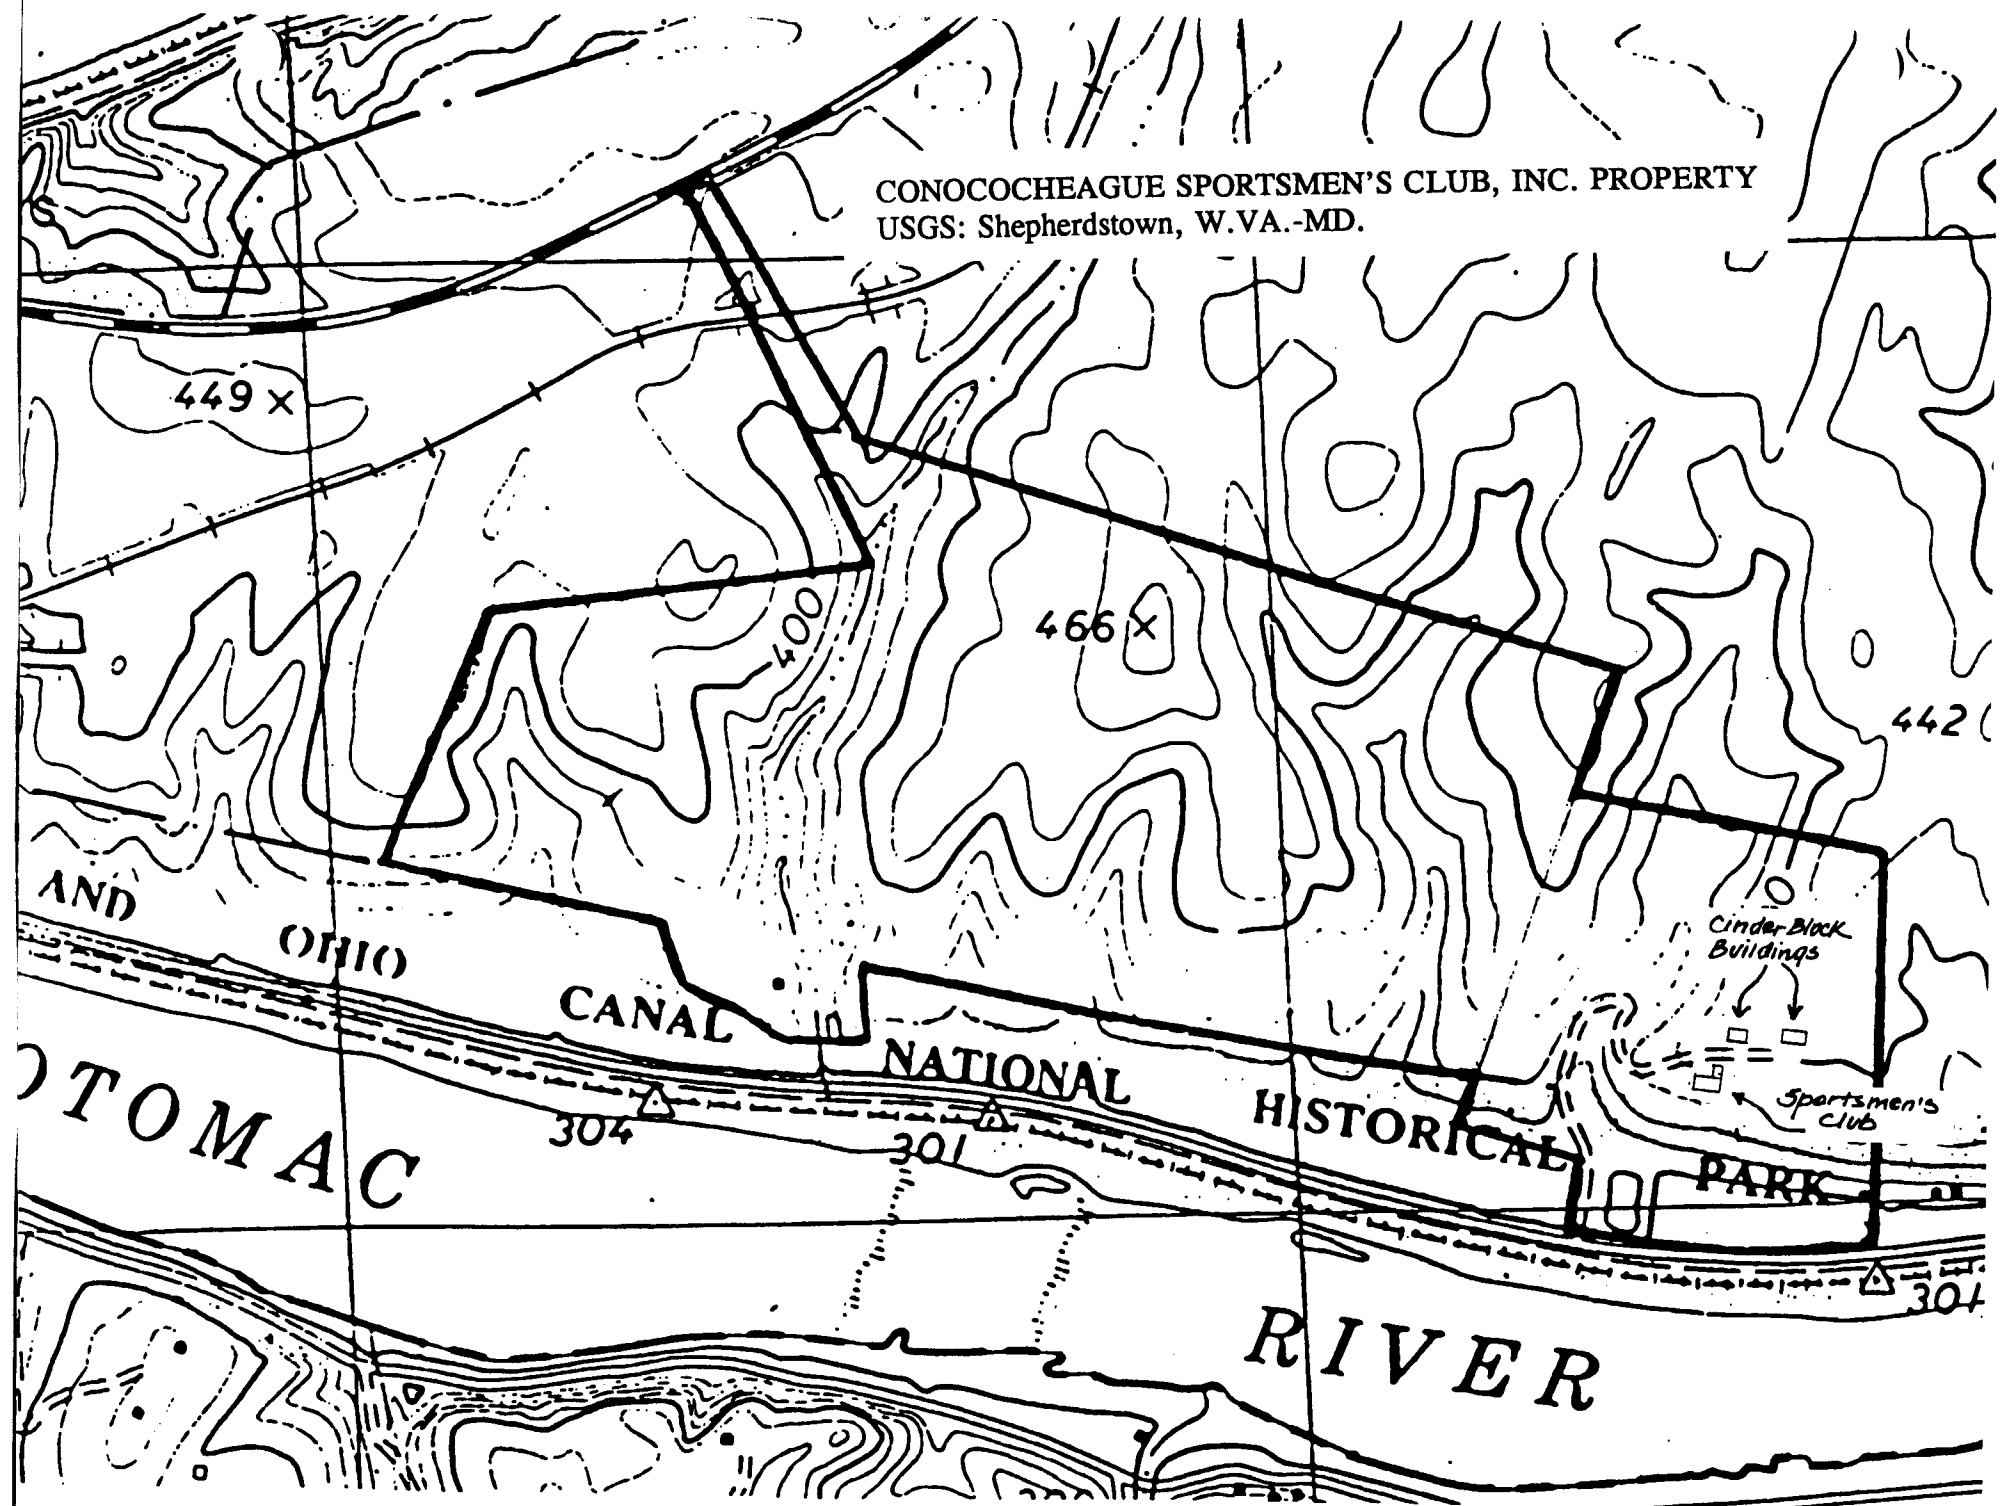 CONOCOCHEAGUE SPORTSMEN'S CLUB, INC. PROPERTY
USGS: Shepherdstown, W.VA.-MD.
449
400
466
442
Cinder Block
Buildings
AND
OHIO
CANAL
NATIONAL
HISTORICAL
PARK
Sportsmen's
Club
304
301
301
OTOMAC
RIVER